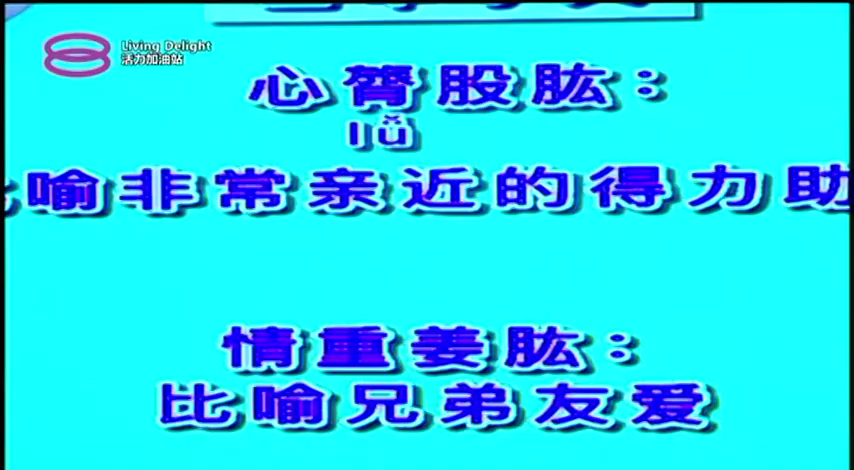 Living Delight
活力加油站
心膂股肱：
lǚ
喻非常亲近的得力助
情重姜肱：
比喻兄弟友爱